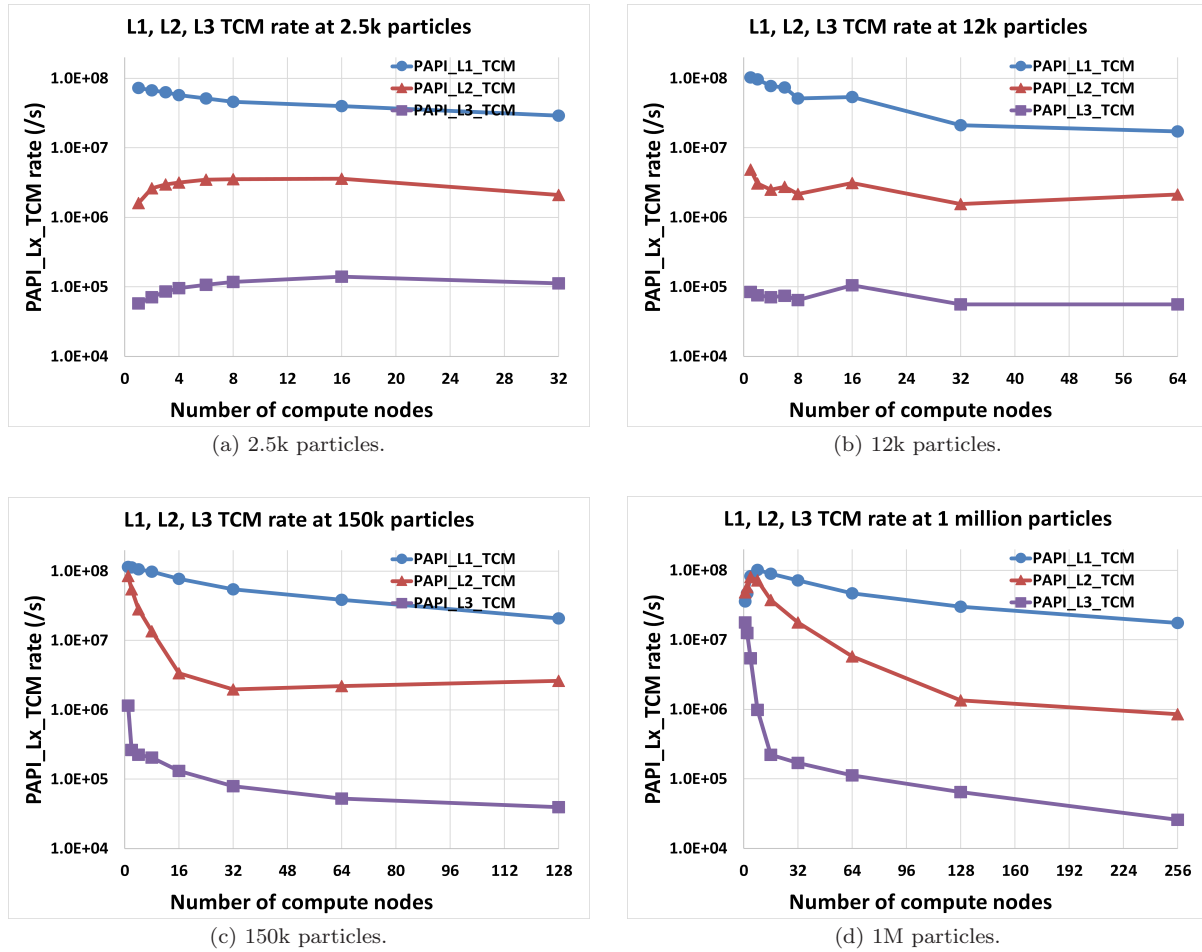 L1, L2, L3 TCM rate at 2.5k particles
PAPI_L1_TCM
PAPI_L2_TCM
PAPI_L3_TCM
PAPI_Lx_TCM rate (/s)
1.0E+08
1.0E+07
1.0E+06
1.0E+05
1.0E+04
0 4 8 12 16 20 24 28 32
Number of compute nodes
(a) 2.5k particles.
L1, L2, L3 TCM rate at 12k particles
PAPI_L1_TCM
PAPI_L2_TCM
PAPI_L3_TCM
PAPI_Lx_TCM rate (/s)
1.0E+08
1.0E+07
1.0E+06
1.0E+05
1.0E+04
0 8 16 24 32 40 48 56 64
Number of compute nodes
(b) 12k particles.
L1, L2, L3 TCM rate at 150k particles
PAPI_L1_TCM
PAPI_L2_TCM
PAPI_L3_TCM
PAPI_Lx_TCM rate (/s)
1.0E+08
1.0E+07
1.0E+06
1.0E+05
1.0E+04
0 16 32 48 64 80 96 112 128
Number of compute nodes
(c) 150k particles.
L1, L2, L3 TCM rate at 1 million particles
PAPI_L1_TCM
PAPI_L2_TCM
PAPI_L3_TCM
PAPI_Lx_TCM rate (/s)
1.0E+08
1.0E+07
1.0E+06
1.0E+05
1.0E+04
0 32 64 96 128 160 192 224 256
Number of compute nodes
(d) 1M particles.